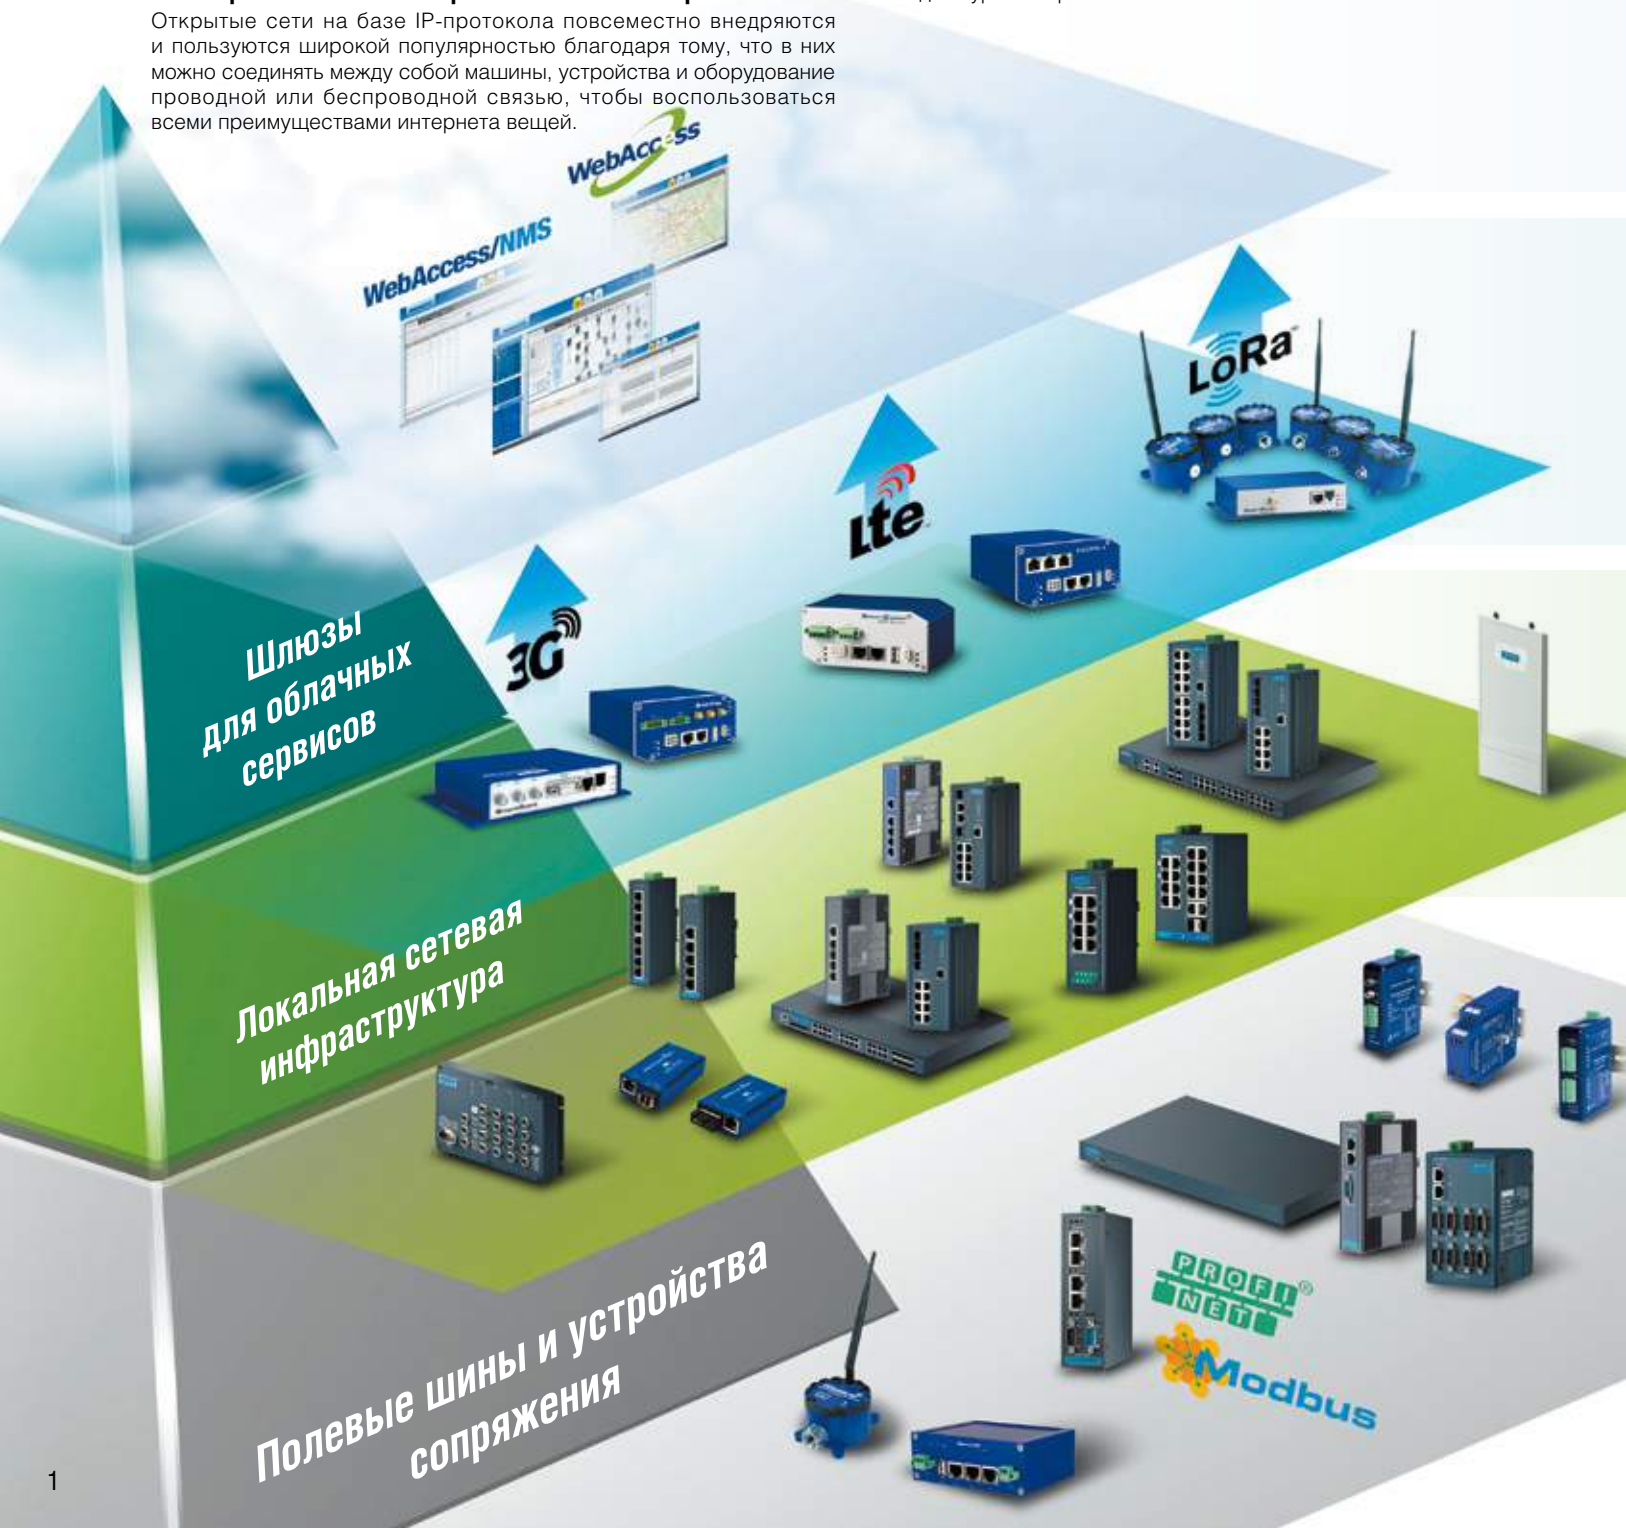 Открытые сети на базе IP-протокола повсеместно внедряются
и пользуются широкой популярностью благодаря тому, что в них
можно соединять между собой машины, устройства и оборудование
проводной или беспроводной связью, чтобы воспользоваться
всеми преимуществами интернета вещей.
WebAccess
WebAccess/NMS
LoRa™
Lte
3G
Шлюзы
для облачных
сервисов
Локальная сетевая
инфраструктура
PROFI®
NET
Modbus
Полевые шины и устройства
сопряжения
1